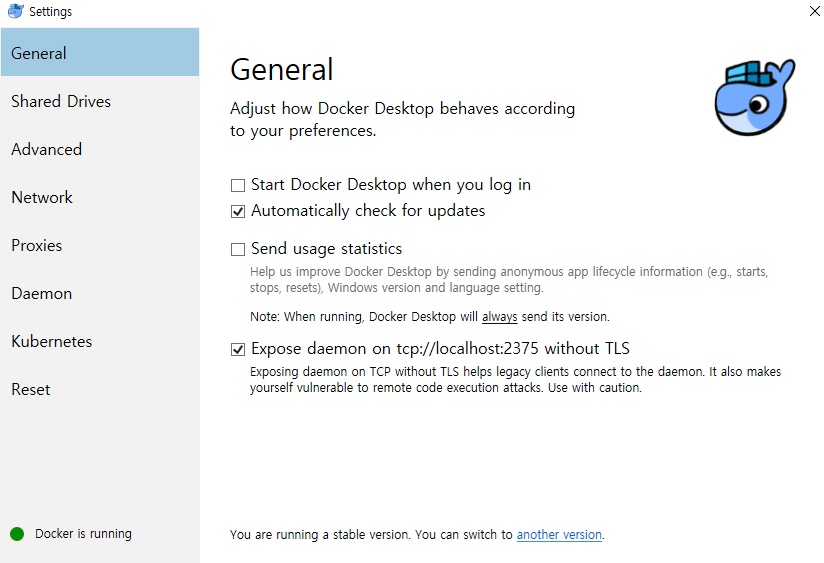 Settings
General
Shared Drives
Advanced
Network
Proxies
Daemon
Kubernetes
Reset
Docker is running
General
Adjust how Docker Desktop behaves according
to your preferences.
Start Docker Desktop when you log in
Automatically check for updates
Send usage statistics
Help us improve Docker Desktop by sending anonymous app lifecycle information (e.g., starts,
stops, resets), Windows version and language setting.
Note: When running, Docker Desktop will always send its version.
Expose daemon on tcp://localhost:2375 without TLS
Exposing daemon on TCP without TLS helps legacy clients connect to the daemon. It also makes
yourself vulnerable to remote code execution attacks. Use with caution.
You are running a stable version. You can switch to another version.